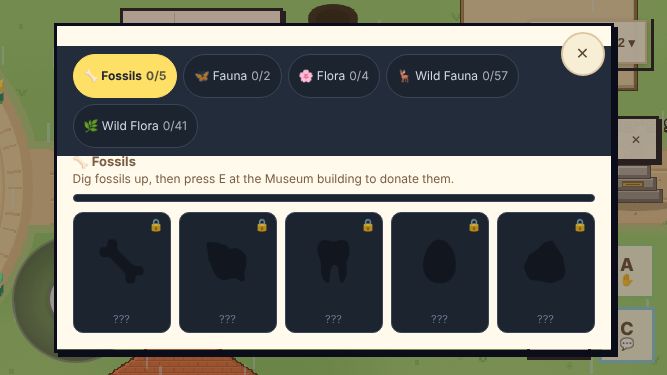 Fossils 0/5
Fauna 0/2
Flora 0/4
Wild Fauna 0/57
Wild Flora 0/41
Fossils
Dig fossils up, then press E at the Museum building to donate them.
???
???
???
???
???
2
A
C